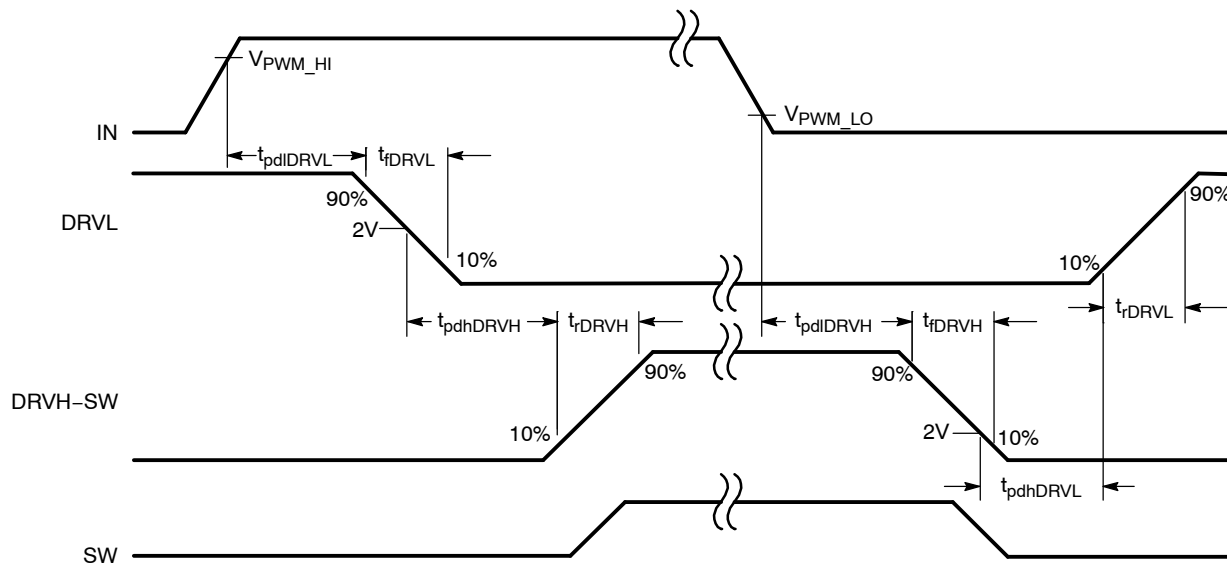 VPWM_HI
IN
VPWM_LO
tpdlDRVL
tfDRVL
90%
90%
DRVL
2V
10%
10%
tpdhDRVH
trDRVH
tpdlDRVH
tfDRVH
trDRVL
90%
90%
DRVH–SW
10%
2V
10%
tpdhDRVL
SW